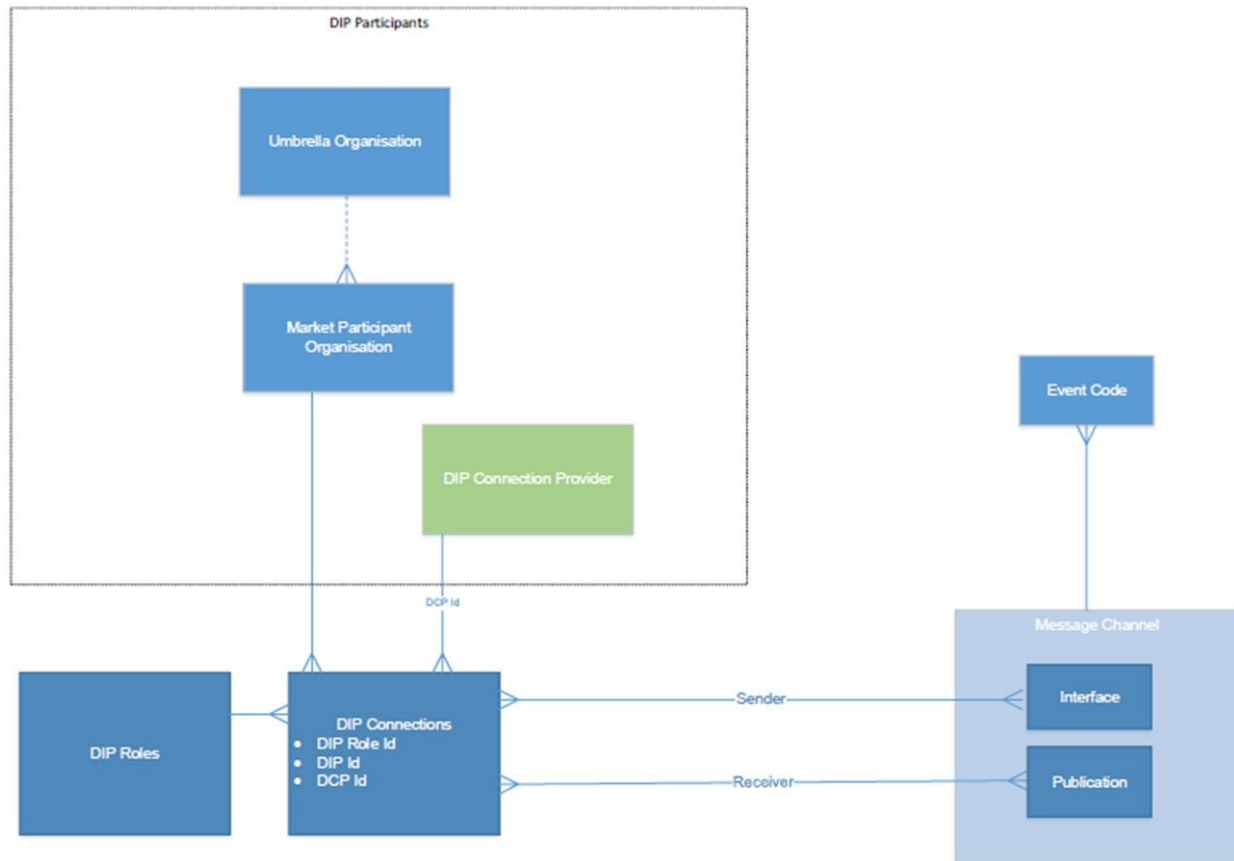 DIP Participants
Umbrella Organisation
Market Participant
Organisation
Event Code
DIP Connection Provider
DCP Id
Message Channel
DIP Roles
DIP Connections
• DIP Role Id
• DIP Id
• DCP Id
Sender
Interface
Receiver
Publication